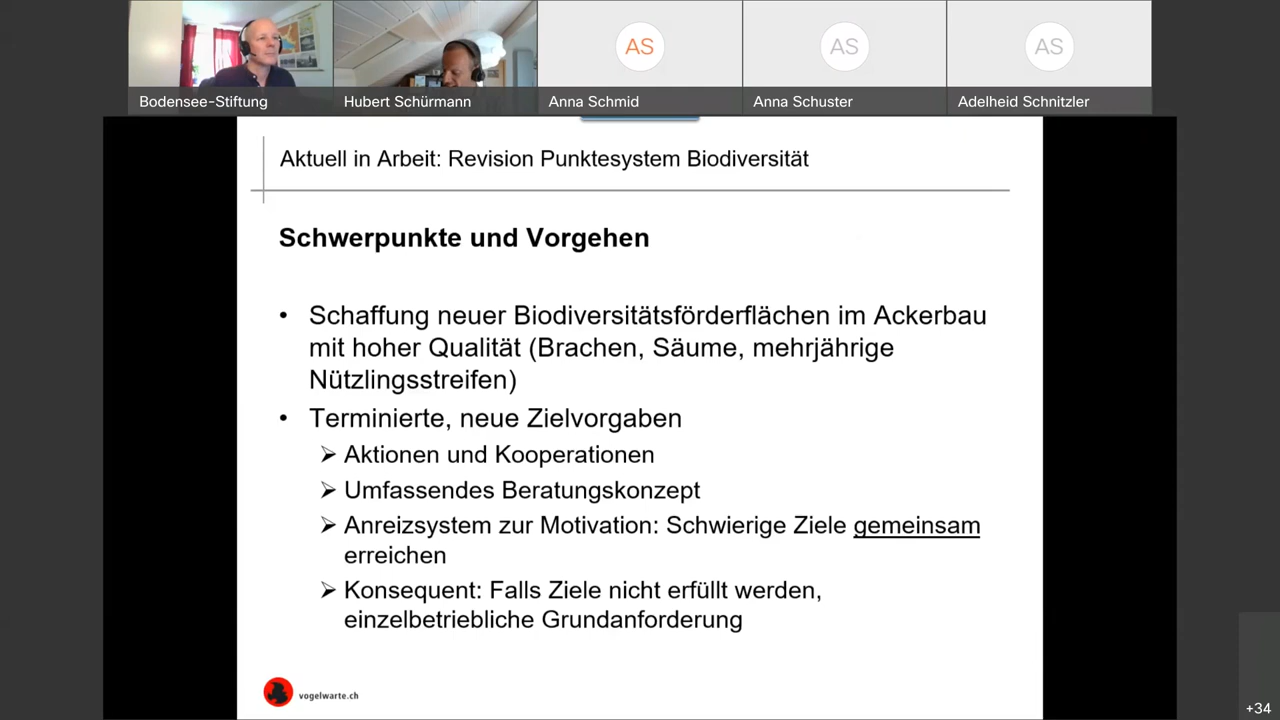 AS
AS
AS
Bodensee-Stiftung
Hubert Schürmann
Anna Schmid
Anna Schuster
Adelheid Schnitzler
Aktuell in Arbeit: Revision Punktesystem Biodiversität
Schwerpunkte und Vorgehen
• Schaffung neuer Biodiversitätsförderflächen im Ackerbau
mit hoher Qualität (Brachen, Säume, mehrjährige
Nützlingsstreifen)
• Terminierte, neue Zielvorgaben
➢ Aktionen und Kooperationen
➢ Umfassendes Beratungskonzept
➢ Anreizsystem zur Motivation: Schwierige Ziele gemeinsam
erreichen
➢ Konsequent: Falls Ziele nicht erfüllt werden,
einzelbetriebliche Grundanforderung
vogelwarte.ch
+34